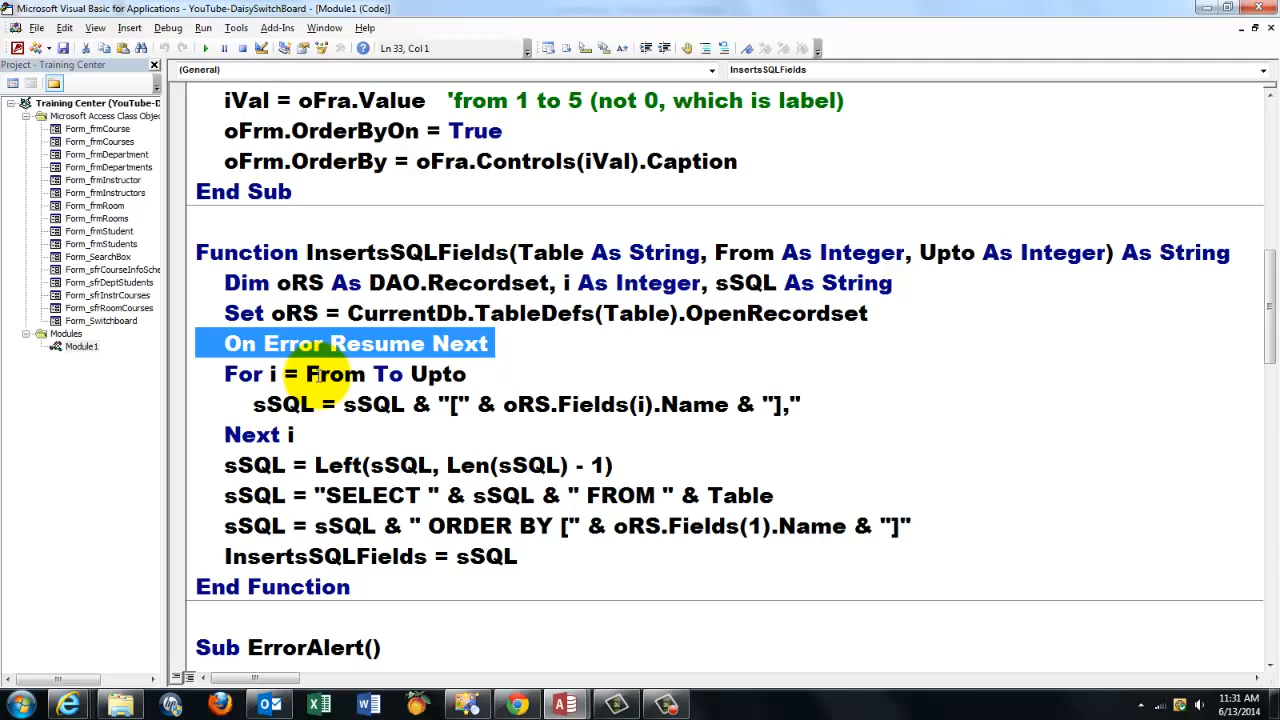 Microsoft Visual Basic for Applications - YouTube-DaisySwitchBoard - [Module1 (Code)]
File Edit View Insert Debug Run Tools Add-Ins Window Help
Ln 33, Col 1
Project - Training Center
(General)
InsertsSQLFields
Training Center (YouTube-D
Microsoft Access Class Objec
Form_frmCourse
Form_frmCourses
Form_frmDepartment
Form_frmDepartments
Form_frmInstructor
Form_frmInstructors
Form_frmRoom
Form_frmRooms
Form_frmStudent
Form_frmStudents
Form_SearchBox
Form_sfrCourseInfoSche
Form_sfrDeptStudents
Form_sfrInstrCourses
Form_sfrRoomCourses
Form_Switchboard
Modules
Module1
iVal = oFra.Value 'from 1 to 5 (not 0, which is label)
oFrm.OrderByOn = True
oFrm.OrderBy = oFra.Controls(iVal).Caption
End Sub
Function InsertsSQLFields(Table As String, From As Integer, Upto As Integer) As String
Dim oRS As DAO.Recordset, i As Integer, sSQL As String
Set oRS = CurrentDb.TableDefs(Table).OpenRecordset
On Error Resume Next
For i = From To Upto
sSQL = sSQL & "[" & oRS.Fields(i).Name & "],"
Next i
sSQL = Left(sSQL, Len(sSQL) - 1)
sSQL = "SELECT " & sSQL & " FROM " & Table
sSQL = sSQL & " ORDER BY [" & oRS.Fields(1).Name & "]"
InsertsSQLFields = sSQL
End Function
Sub ErrorAlert()
11:31 AM
6/13/2014